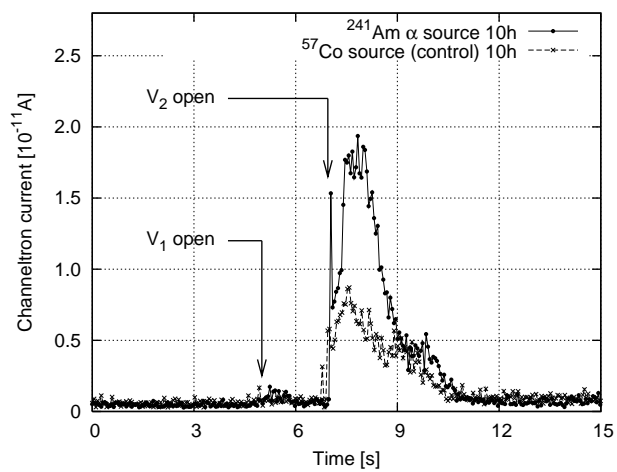 ²⁴¹Am α source 10h
⁵⁷Co source (control) 10h
V₂ open
V₁ open
Channeltron current [10⁻¹¹A]
2.5
2.0
1.5
1.0
0.5
0
0 3 6 9 12 15
Time [s]